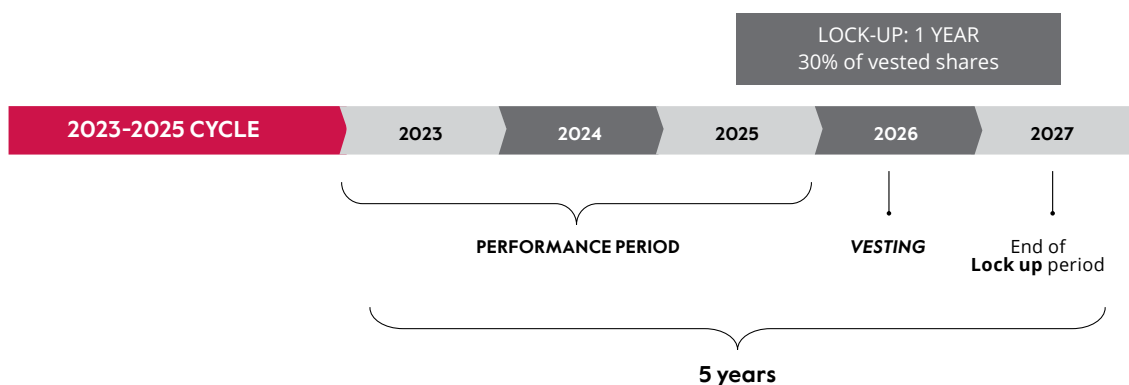 LOCK-UP: 1 YEAR
30% of vested shares
2023-2025 CYCLE
2023
2024
2025
2026
2027
PERFORMANCE PERIOD
VESTING
End of
Lock up period
5 years